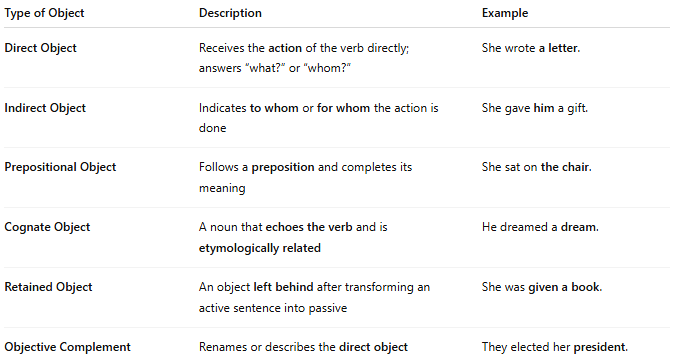 Type of Object Description Example
Direct Object Receives the action of the verb directly; She wrote a letter.
answers “what?” or “whom?”
Indirect Object Indicates to whom or for whom the action is She gave him a gift.
done
Prepositional Object Follows a preposition and completes its She sat on the chair.
meaning
Cognate Object A noun that echoes the verb and is He dreamed a dream.
etymologically related
Retained Object An object left behind after transforming an She was given a book.
active sentence into passive
Objective Complement Renames or describes the direct object They elected her president.